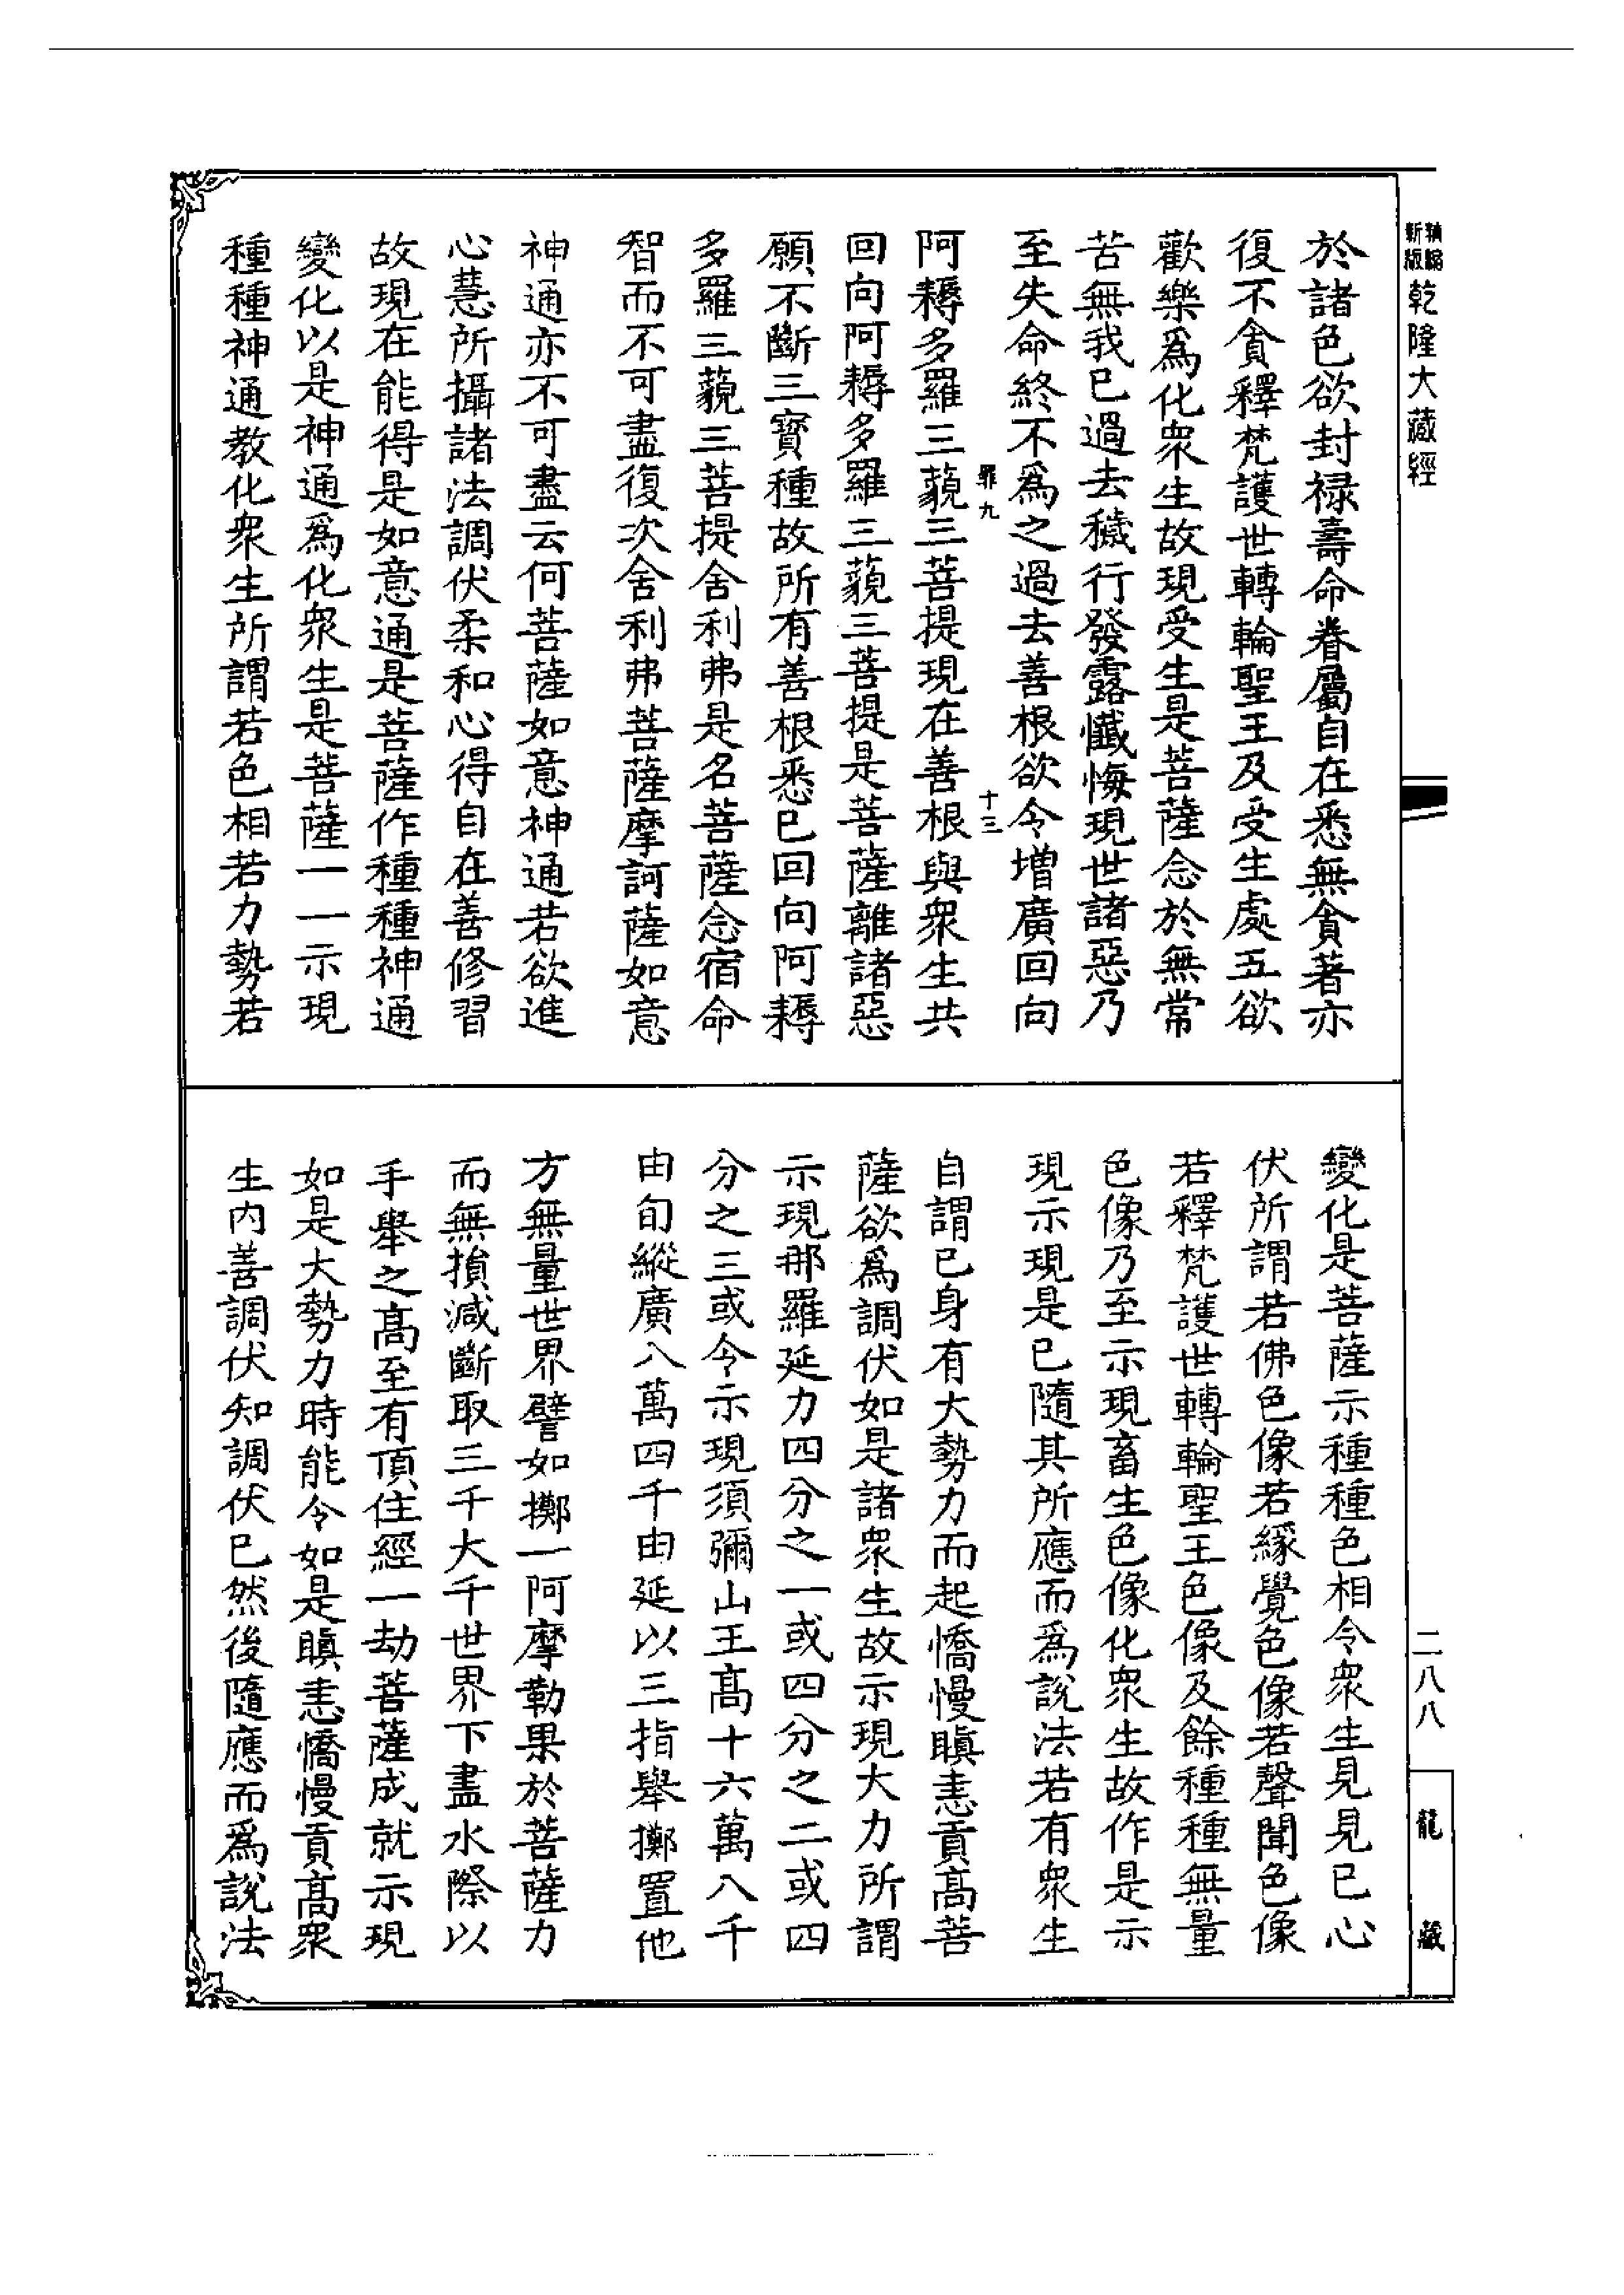 新編
新版
乾隆大藏經
於諸色欲封禄壽命眷屬自在悉無貪著亦
復不貪釋梵護世轉輪聖王及受生處五欲
歡樂爲化衆生故現受生是菩薩念於無常
苦無我已過去穢行發露懺悔現世諸惡乃
至失命終不爲之過去善根欲令增廣回向
罪九
十三
阿耨多羅三藐三菩提現在善根與衆生共
回向阿耨多羅三藐三菩提是菩薩離諸惡
願不斷三寳種故所有善根悉已回向阿耨
多羅三藐三菩提舍利弗是名菩薩念宿命
智而不可盡復次舍利弗菩薩摩訶薩如意
神通亦不可盡云何菩薩如意神通若欲進
心慧所攝諸法調伏柔和心得自在善修習
故現在能得是如意通是菩薩作種種神通
變化以是神通爲化衆生是菩薩一一示現
種種神通教化衆生所謂若色相若力勢若
變化是菩薩示種種色相令衆生見見已心
伏所謂若佛色像若緣覺色像若聲聞色像
若釋梵護世轉輪聖王色像及餘種種無量
色像乃至示現畜生色像化衆生故作是示
現示現是已隨其所應而爲說法若有衆生
自謂已身有大勢力而起憍慢瞋恚貢高菩
薩欲爲調伏如是諸衆生故示現大力所謂
示現那羅延力四分之一或四分之二或四
分之三或令示現須彌山王高十六萬八千
由旬縱廣八萬四千由延以三指舉擲置他
方無量世界譬如擲一阿摩勒果於菩薩力
而無損減斷取三千大千世界下盡水際以
手舉之高至有頂住經一劫菩薩成就示現
如是大勢力時能令如是瞋恚憍慢貢高衆
生内善調伏知調伏已然後隨應而爲說法
二八八
龍藏